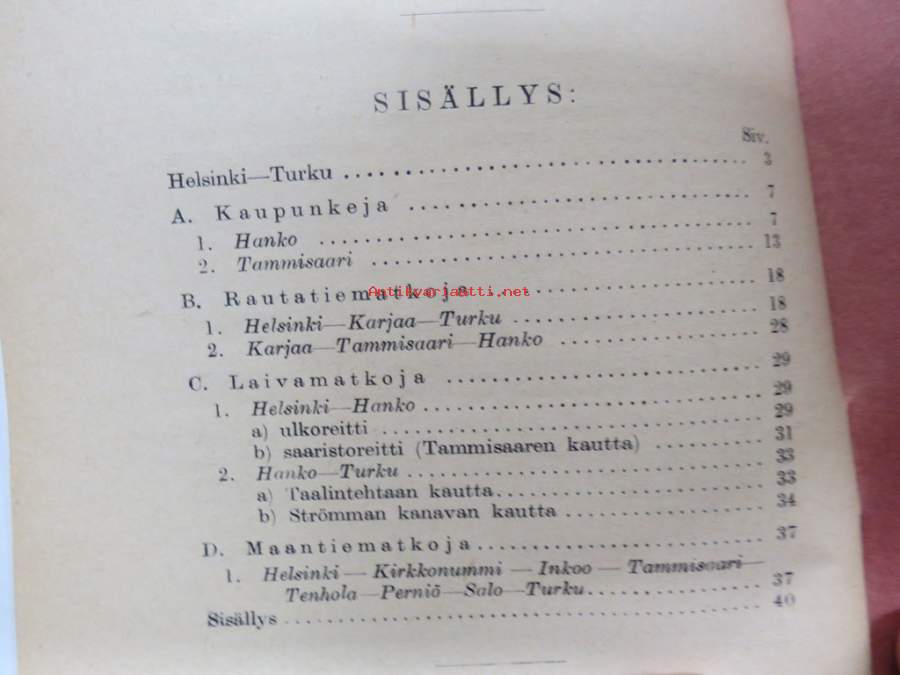 SISÄLLYS:
Siv.
Helsinki—Turku 3
A. Kaupunkeja 7
1. Hanko 7
2. Tammisaari 13
B. Rautatiematkoja 18
Antikvariaatti.net
1. Helsinki—Karjaa—Turku 18
2. Karjaa—Tammisaari—Hanko 28
C. Laivamatkoja 29
1. Helsinki—Hanko 29
a) ulkoreitti 29
b) saaristoreitti (Tammisaaren kautta) 31
2. Hanko—Turku 33
a) Taalintehtaan kautta 33
b) Strömman kanavan kautta 34
D. Maantiematkoja 37
1. Helsinki — Kirkkonummi — Inkoo — Tammisaari—
Tenhola—Perniö—Salo—Turku 37
Sisällys 40